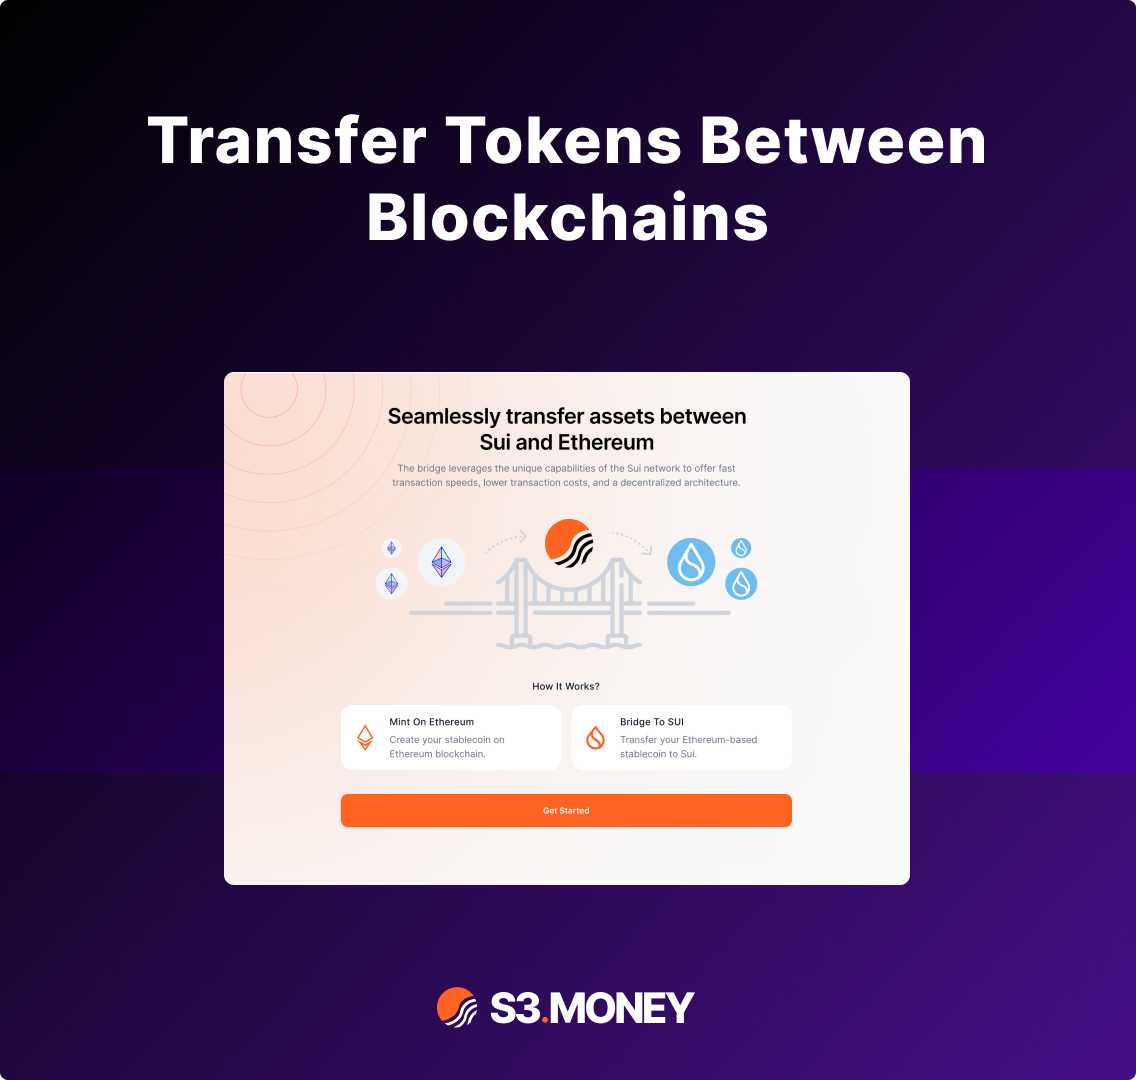 Transfer Tokens Between
Blockchains
Seamlessly transfer assets between
Sui and Ethereum
The bridge leverages the unique capabilities of the Sui network to offer fast
transaction speeds, lower transaction costs, and a decentralized architecture.
How It Works?
Mint On Ethereum
Create your stablecoin on
Ethereum blockchain.
Bridge To SUI
Transfer your Ethereum-based
stablecoin to Sui.
Get Started
S3.MONEY